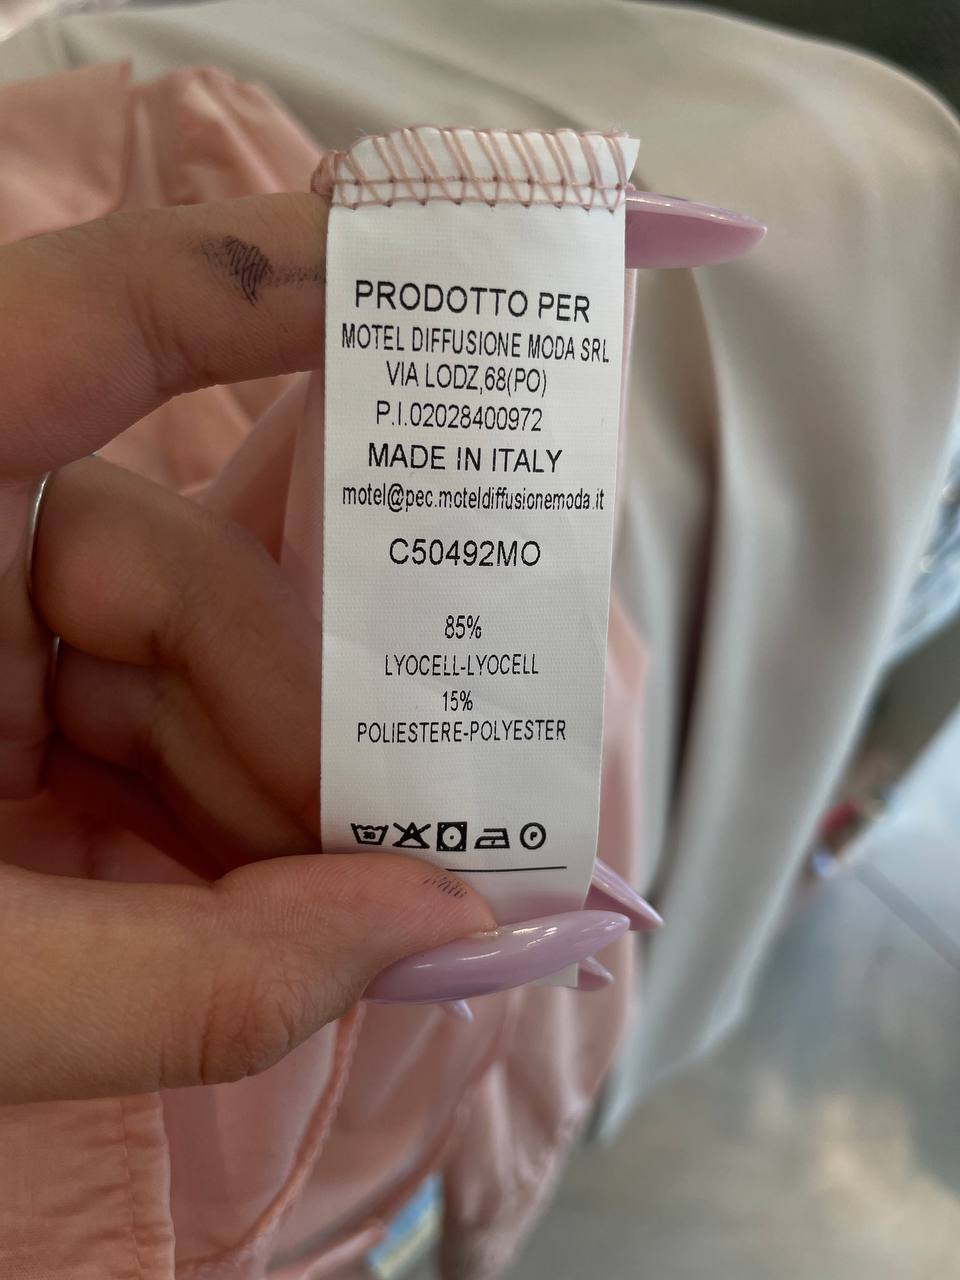 PRODOTTO PER
MOTEL DIFFUSIONE MODA SRL
VIA LODZ,68(PO)
P.I.02028400972
MADE IN ITALY
motel@pec.moteldiffusionemoda.it
C50492MO
85%
LYOCELL-LYOCELL
15%
POLIESTERE-POLYESTER
30
P